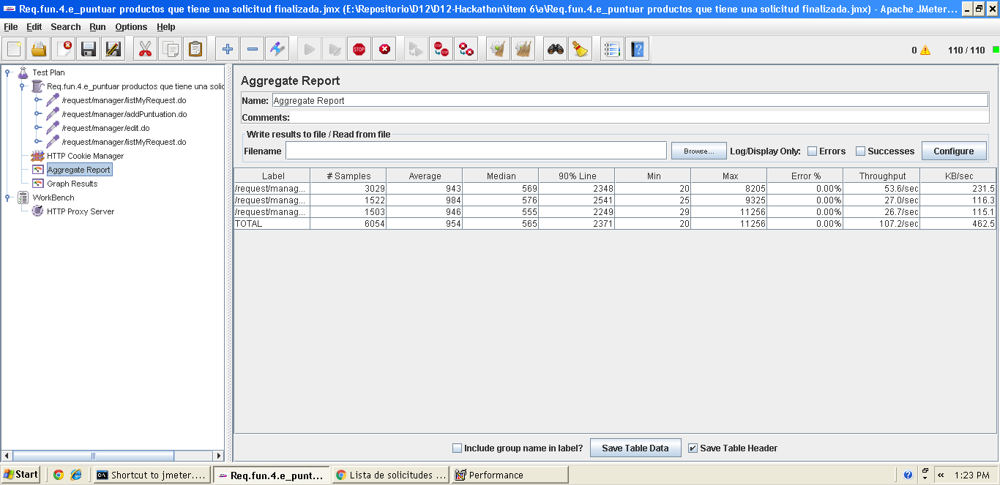 Req.fun.4.e_puntuar productos que tiene una solicitud finalizada.jmx (E:\Repositorio\D12\D12-Hackathon\item 6\a\Req.fun.4.e_puntuar productos que tiene una solicitud finalizada.jmx) - Apache JMeter...
File Edit Search Run Options Help
STOP 0 110 / 110
Test Plan
Req.fun.4.e_puntuar productos que tiene una solic
/request/manager/listMyRequest.do
/request/manager/addPuntuation.do
/request/manager/edit.do
/request/manager/listMyRequest.do
HTTP Cookie Manager
Aggregate Report
Graph Results
WorkBench
HTTP Proxy Server
Aggregate Report
Name: Aggregate Report
Comments:
Write results to file / Read from file
Filename Browse... Log/Display Only: Errors Successes Configure
Label # Samples Average Median 90% Line Min Max Error % Throughput KB/sec
/request/manag... 3029 943 569 2348 20 8205 0.00% 53.6/sec 231.5
/request/manag... 1522 984 576 2541 25 9325 0.00% 27.0/sec 116.3
/request/manag... 1503 946 555 2249 29 11256 0.00% 26.7/sec 115.1
TOTAL 6054 954 565 2371 20 11256 0.00% 107.2/sec 462.5
Include group name in label? Save Table Data Save Table Header
Start Shortcut to jmeter.... Req.fun.4.e_punt... Lista de solicitudes ... Performance 1:23 PM